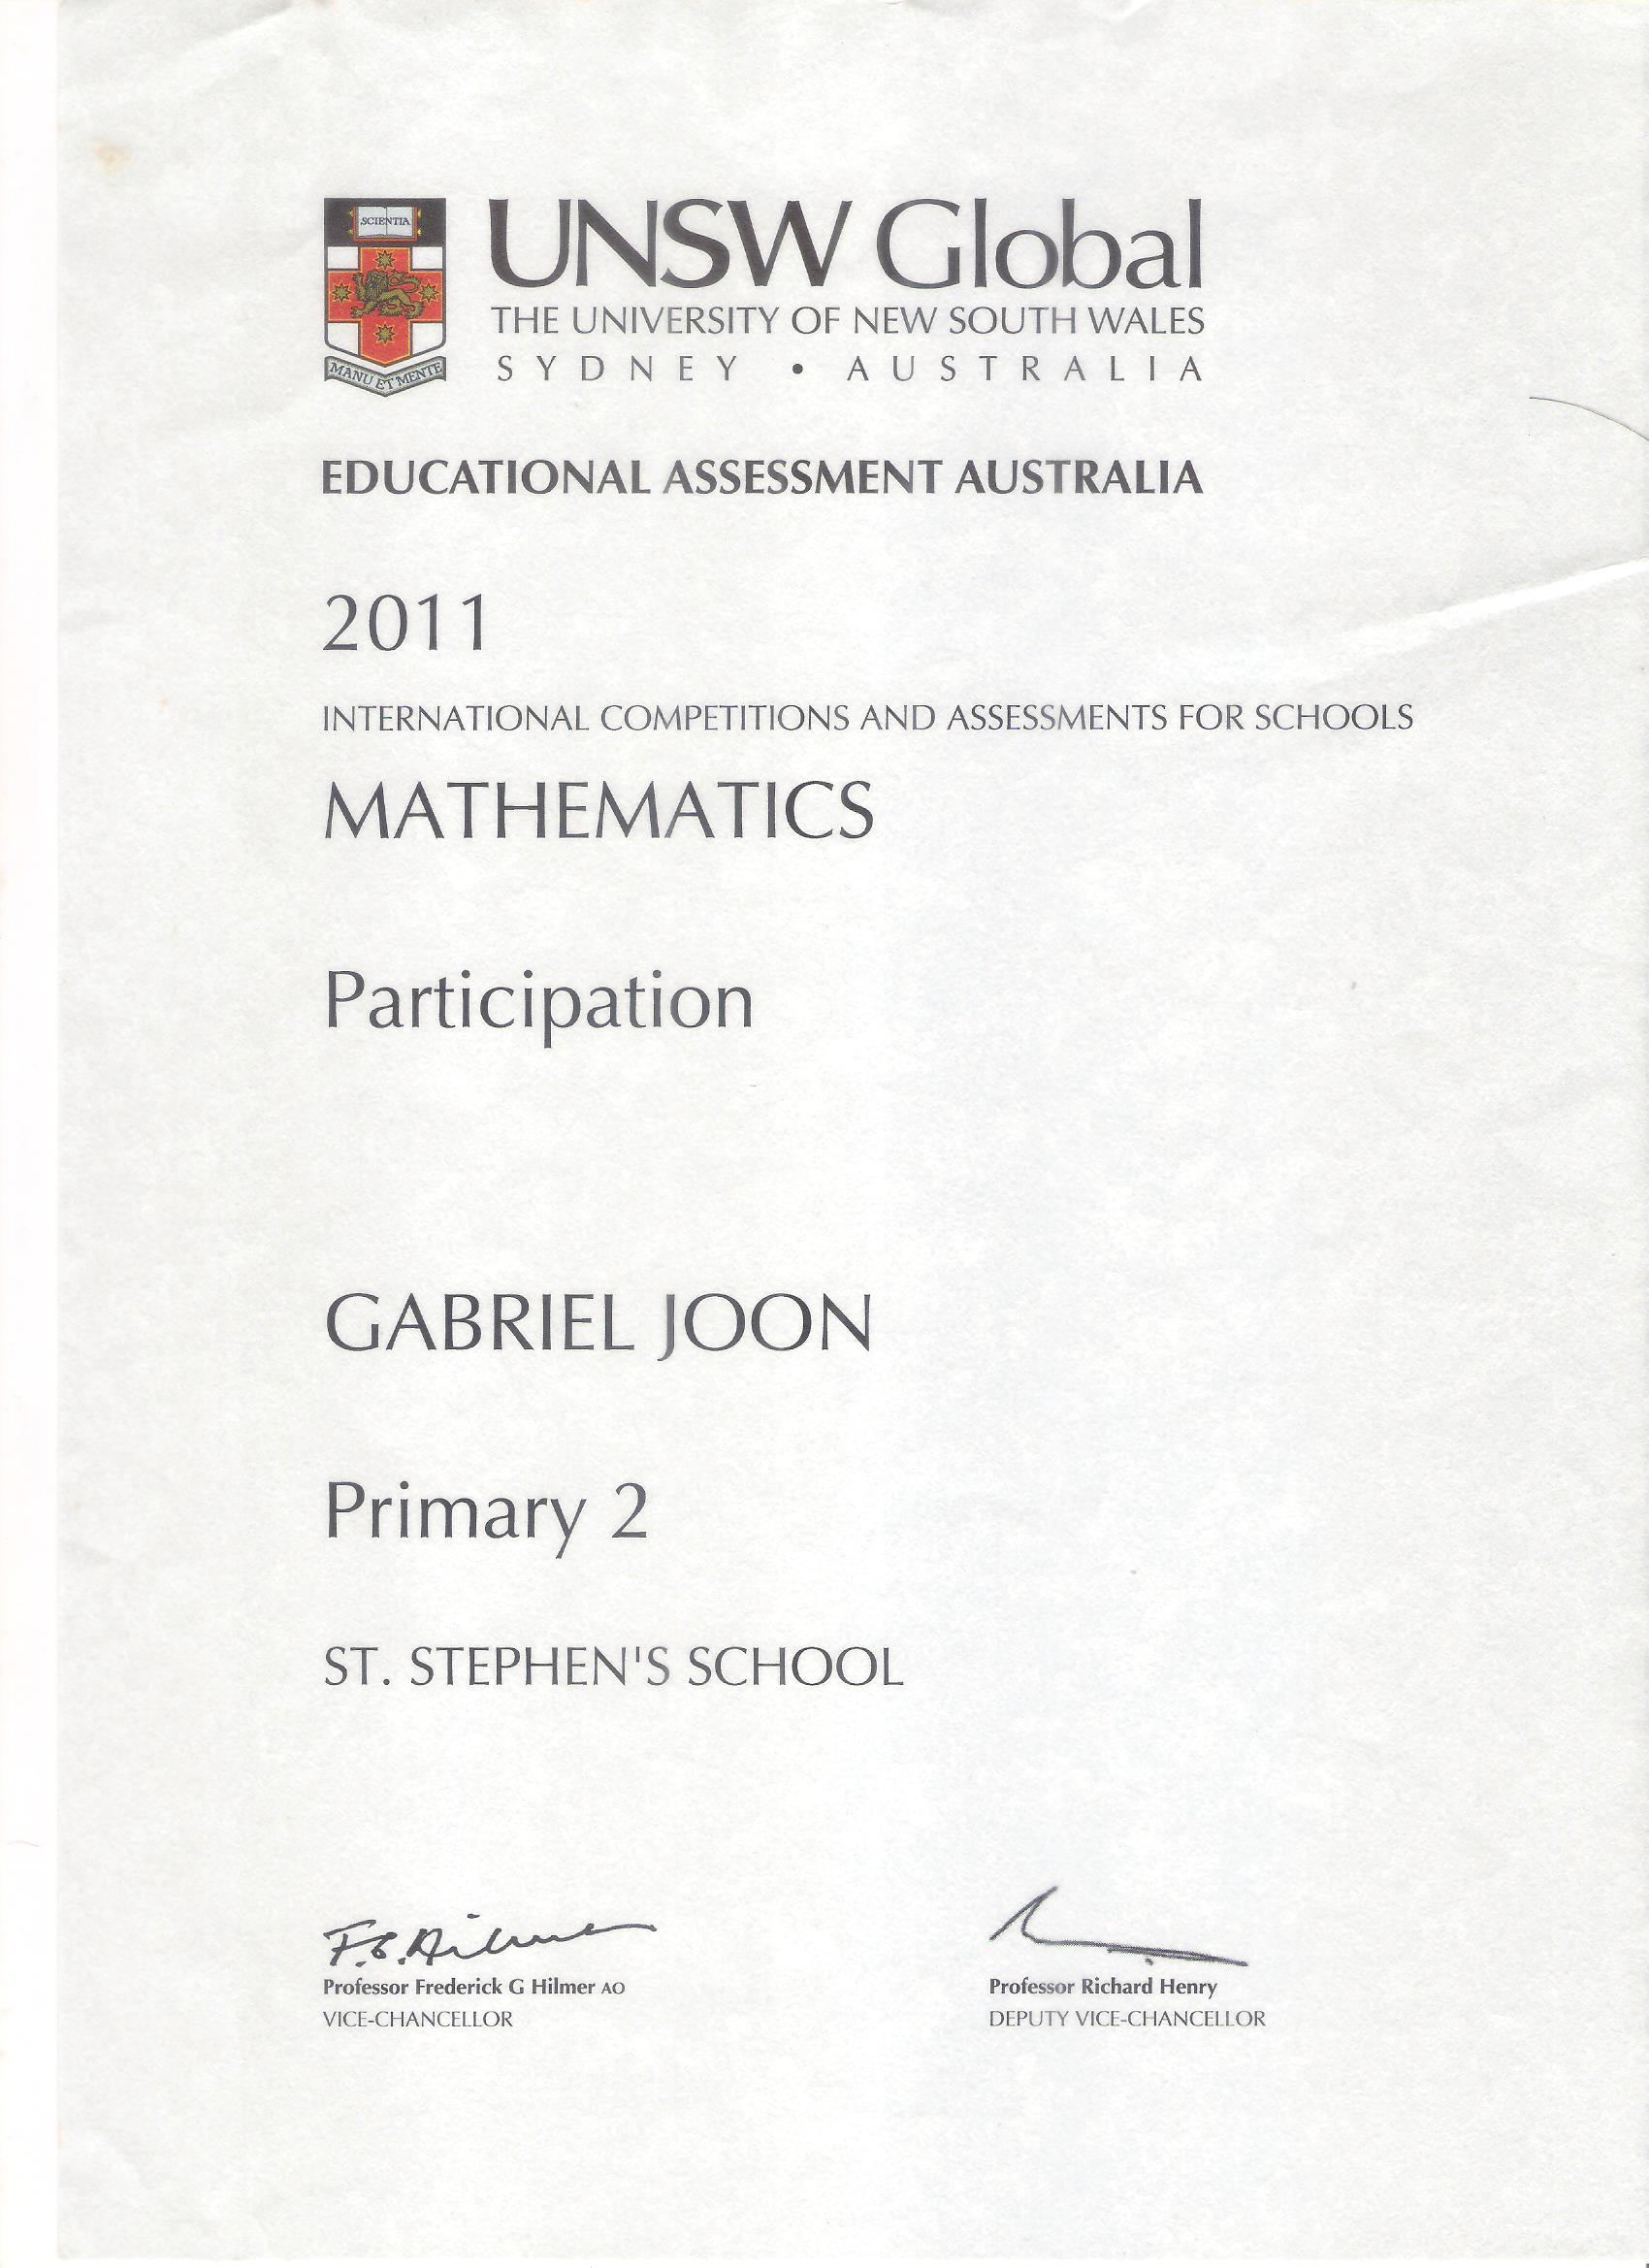 SCIENTIA
MANU ET MENTE
UNSW Global
THE UNIVERSITY OF NEW SOUTH WALES
SYDNEY • AUSTRALIA
EDUCATIONAL ASSESSMENT AUSTRALIA
2011
INTERNATIONAL COMPETITIONS AND ASSESSMENTS FOR SCHOOLS
MATHEMATICS
Participation
GABRIEL JOON
Primary 2
ST. STEPHEN'S SCHOOL
F.G. Hilmer
Professor Frederick G Hilmer AO
VICE-CHANCELLOR
Professor Richard Henry
DEPUTY VICE-CHANCELLOR